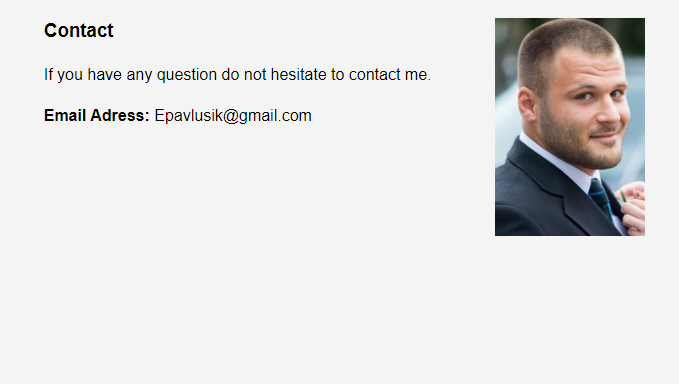 Contact
If you have any question do not hesitate to contact me.
Email Adress: Epavlusik@gmail.com